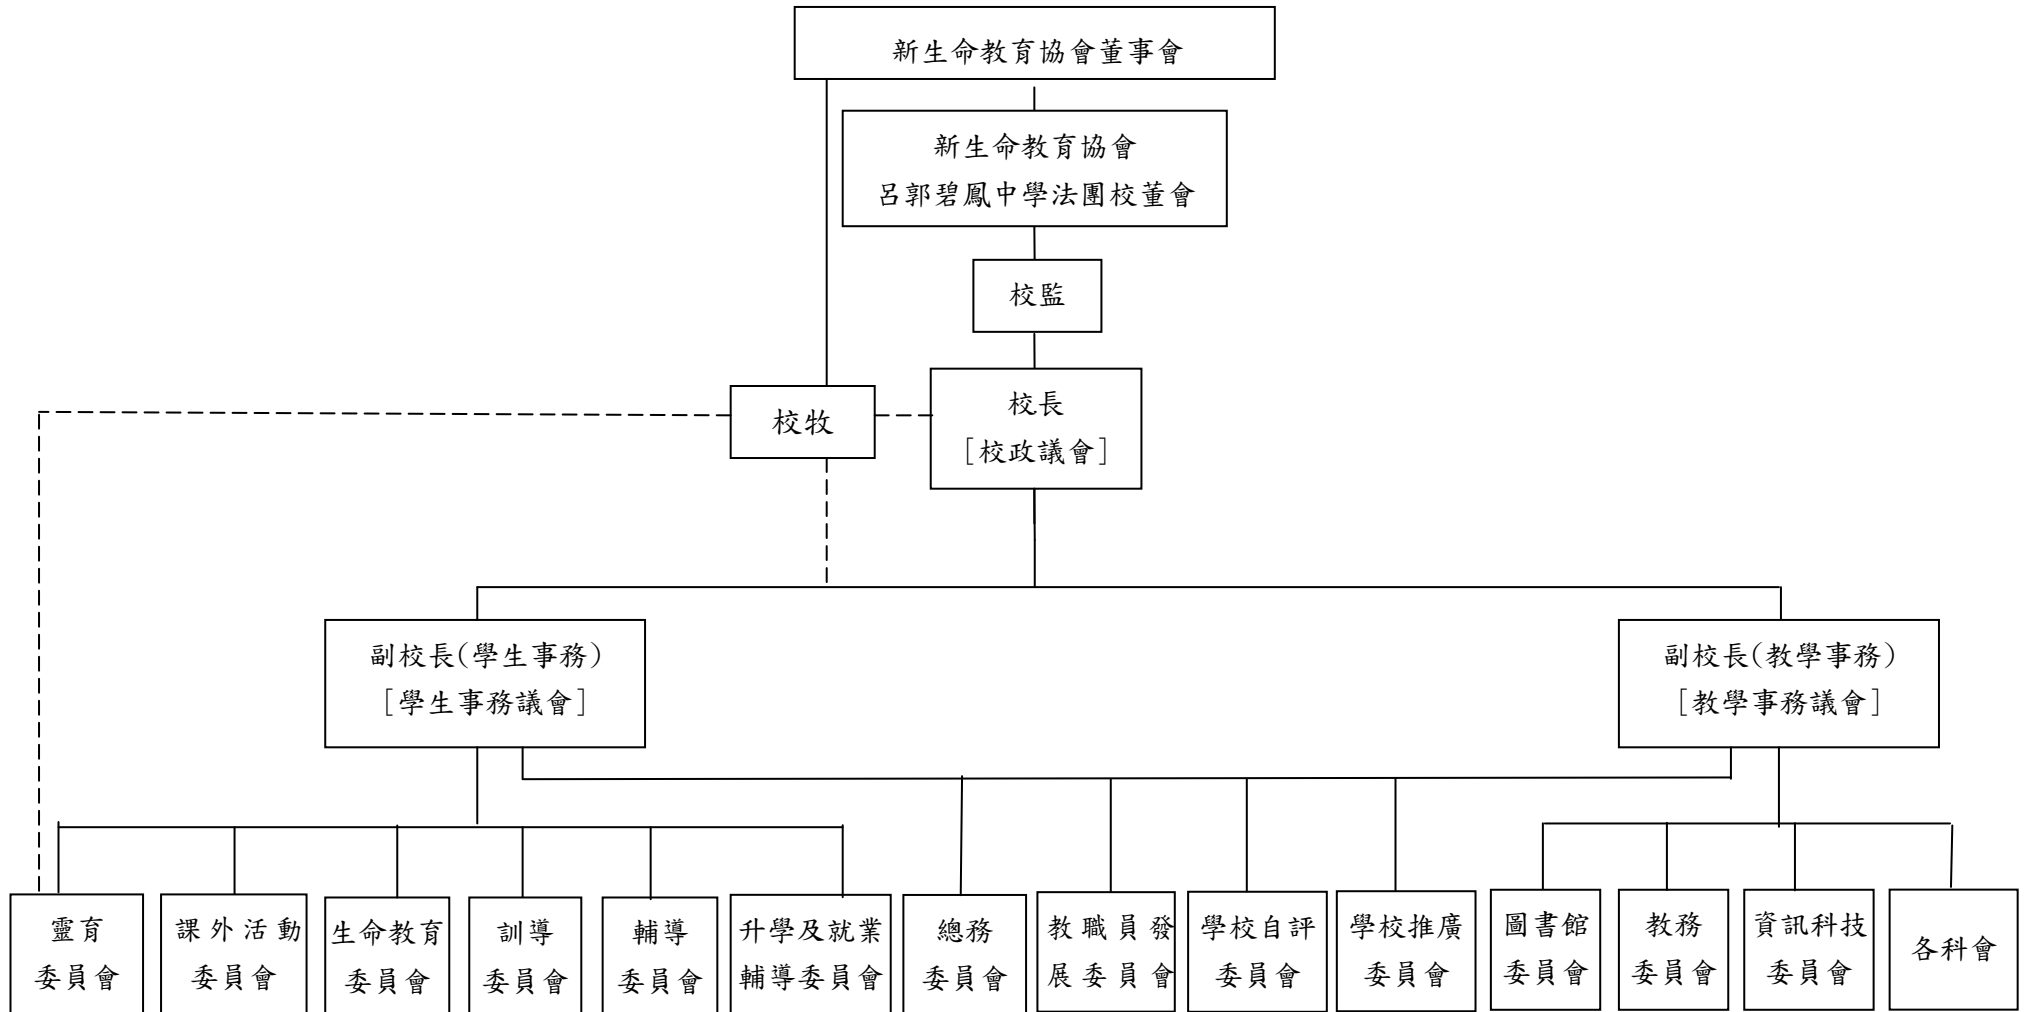 新生命教育協會董事會
新生命教育協會
呂郭碧鳳中學法團校董會
校監
校牧
校長
[校政議會]
副校長(學生事務)
[學生事務議會]
副校長(教學事務)
[教學事務議會]
靈育
委員會
課外活動
委員會
生命教育
委員會
訓導
委員會
輔導
委員會
升學及就業
輔導委員會
總務
委員會
教職員發
展委員會
學校自評
委員會
學校推廣
委員會
圖書館
委員會
教務
委員會
資訊科技
委員會
各科會